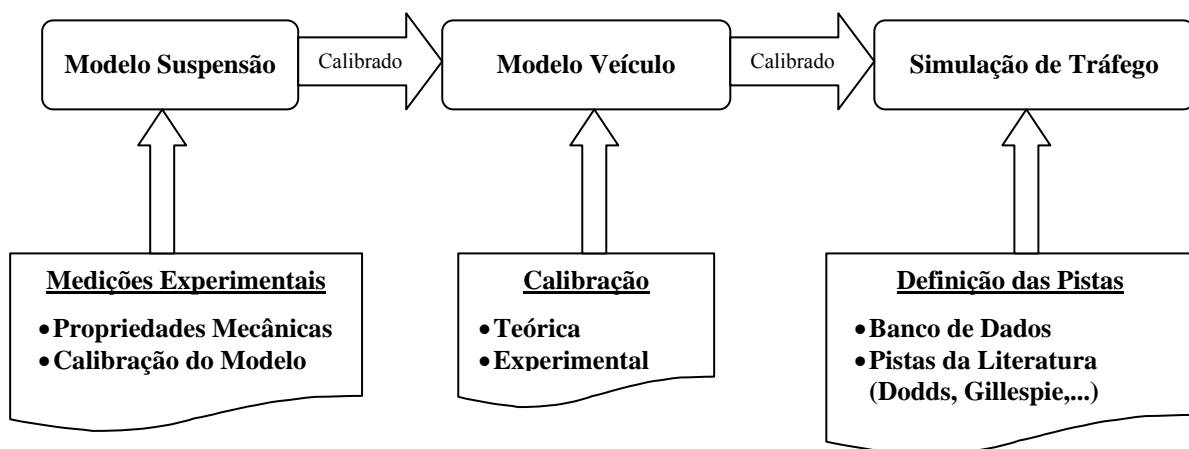 Modelo Suspensão
Calibrado
Modelo Veículo
Calibrado
Simulação de Tráfego
Medições Experimentais
•Propriedades Mecânicas
•Calibração do Modelo
Calibração
•Teórica
•Experimental
Definição das Pistas
•Banco de Dados
•Pistas da Literatura
(Dodds, Gillespie,...)